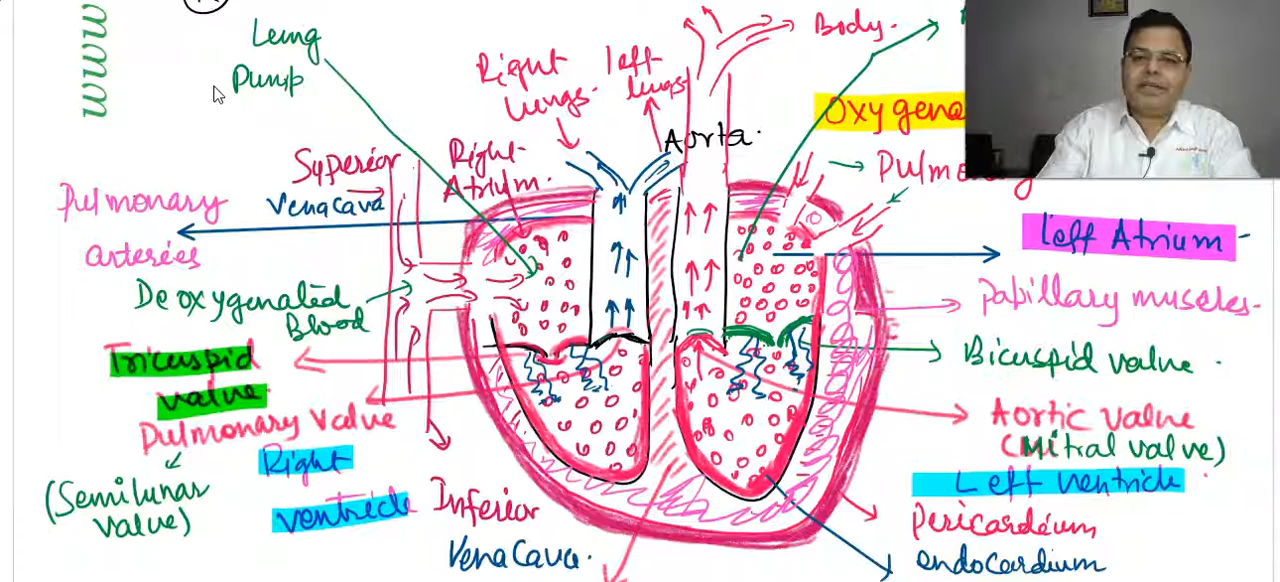 www
Lung
Pump
Right
Lungs.
left
lungs
Body.
Oxygena
Aorta.
Superior
Venacava
Right
Atrium.
Pulmonary
arteries
Deoxygenated
Blood
Tricuspid
valve
Pulmonary Valve
(Semilunar
valve)
Right
ventricle
Inferior
VenaCava.
left Atrium
Papillary muscles
Bicuspid valve
Aortic valve
(Mitral valve)
Left ventricle
Pericardium
endocardium